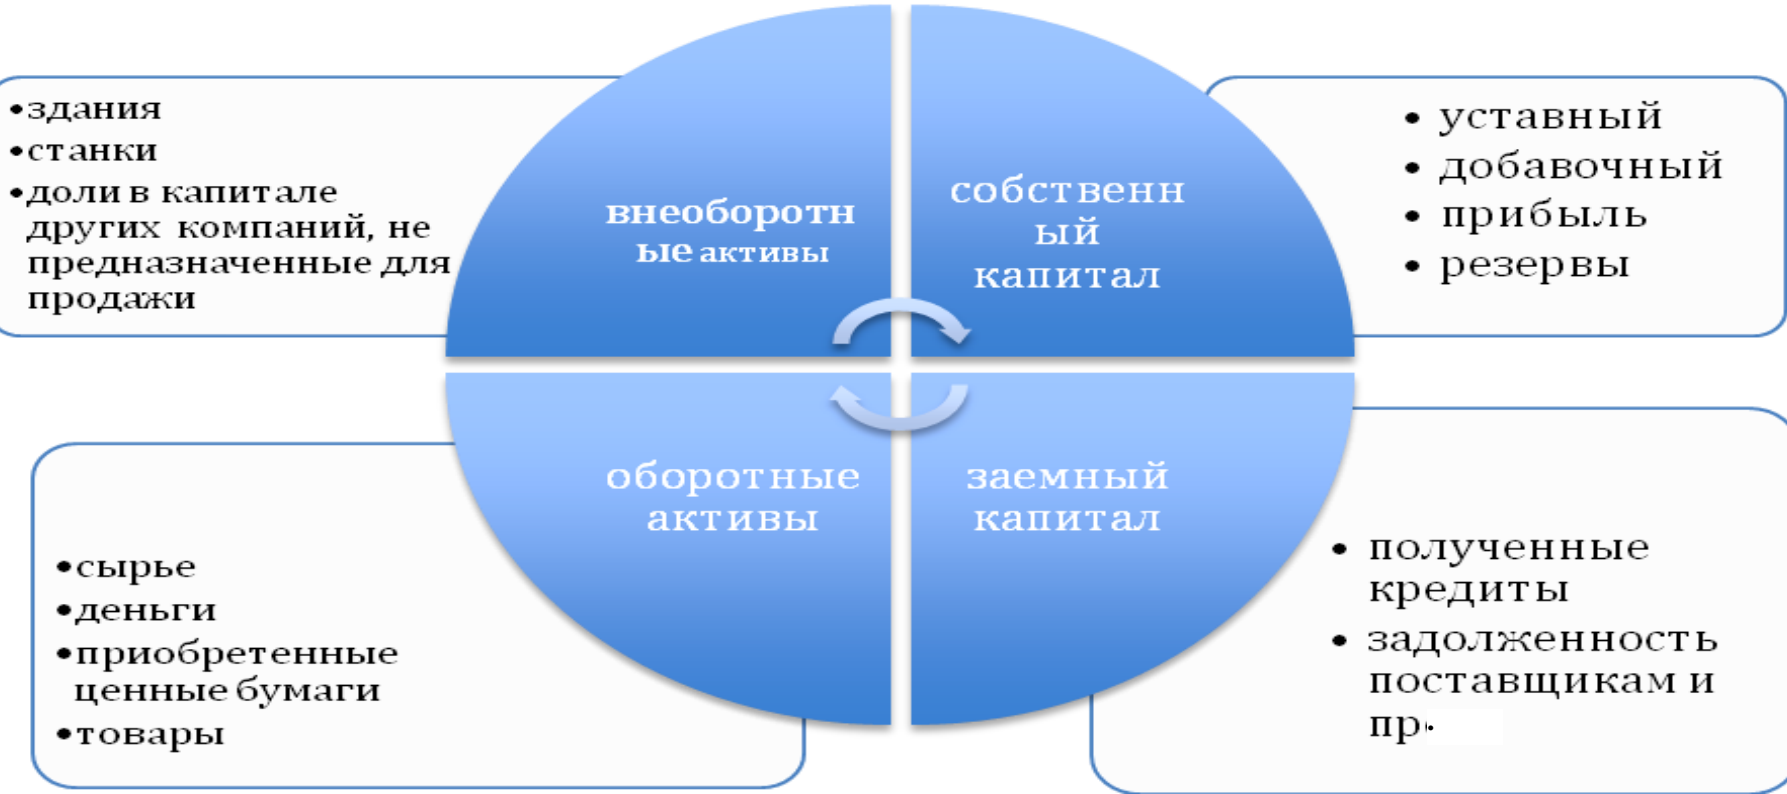 •здания
•станки
•доли в капитале
других компаний, не
предназначенные для
продажи
внеоборотн
ые активы
собственн
ый
капитал
• уставный
• добавочный
• прибыль
• резервы
•сырье
•деньги
•приобретенные
ценные бумаги
•товары
оборотные
активы
заемный
капитал
• полученные
кредиты
• задолженность
поставщикам и